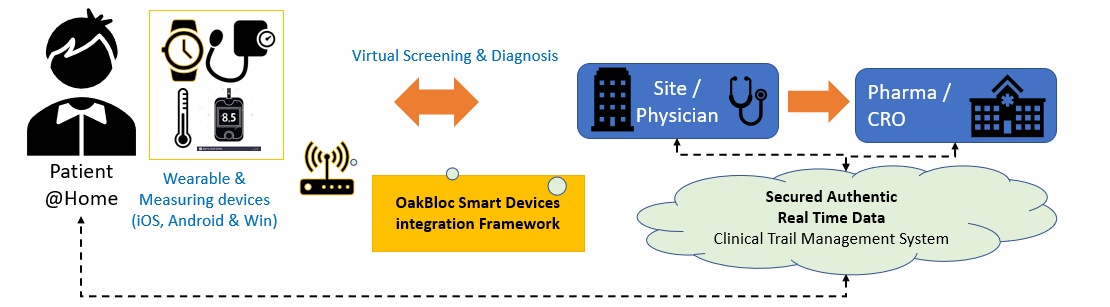 Patient
@Home
8.5
Wearable &
Measuring devices
(iOS, Android & Win)
Virtual Screening & Diagnosis
OakBloc Smart Devices
integration Framework
Site /
Physician
Pharma /
CRO
Secured Authentic
Real Time Data
Clinical Trail Management System